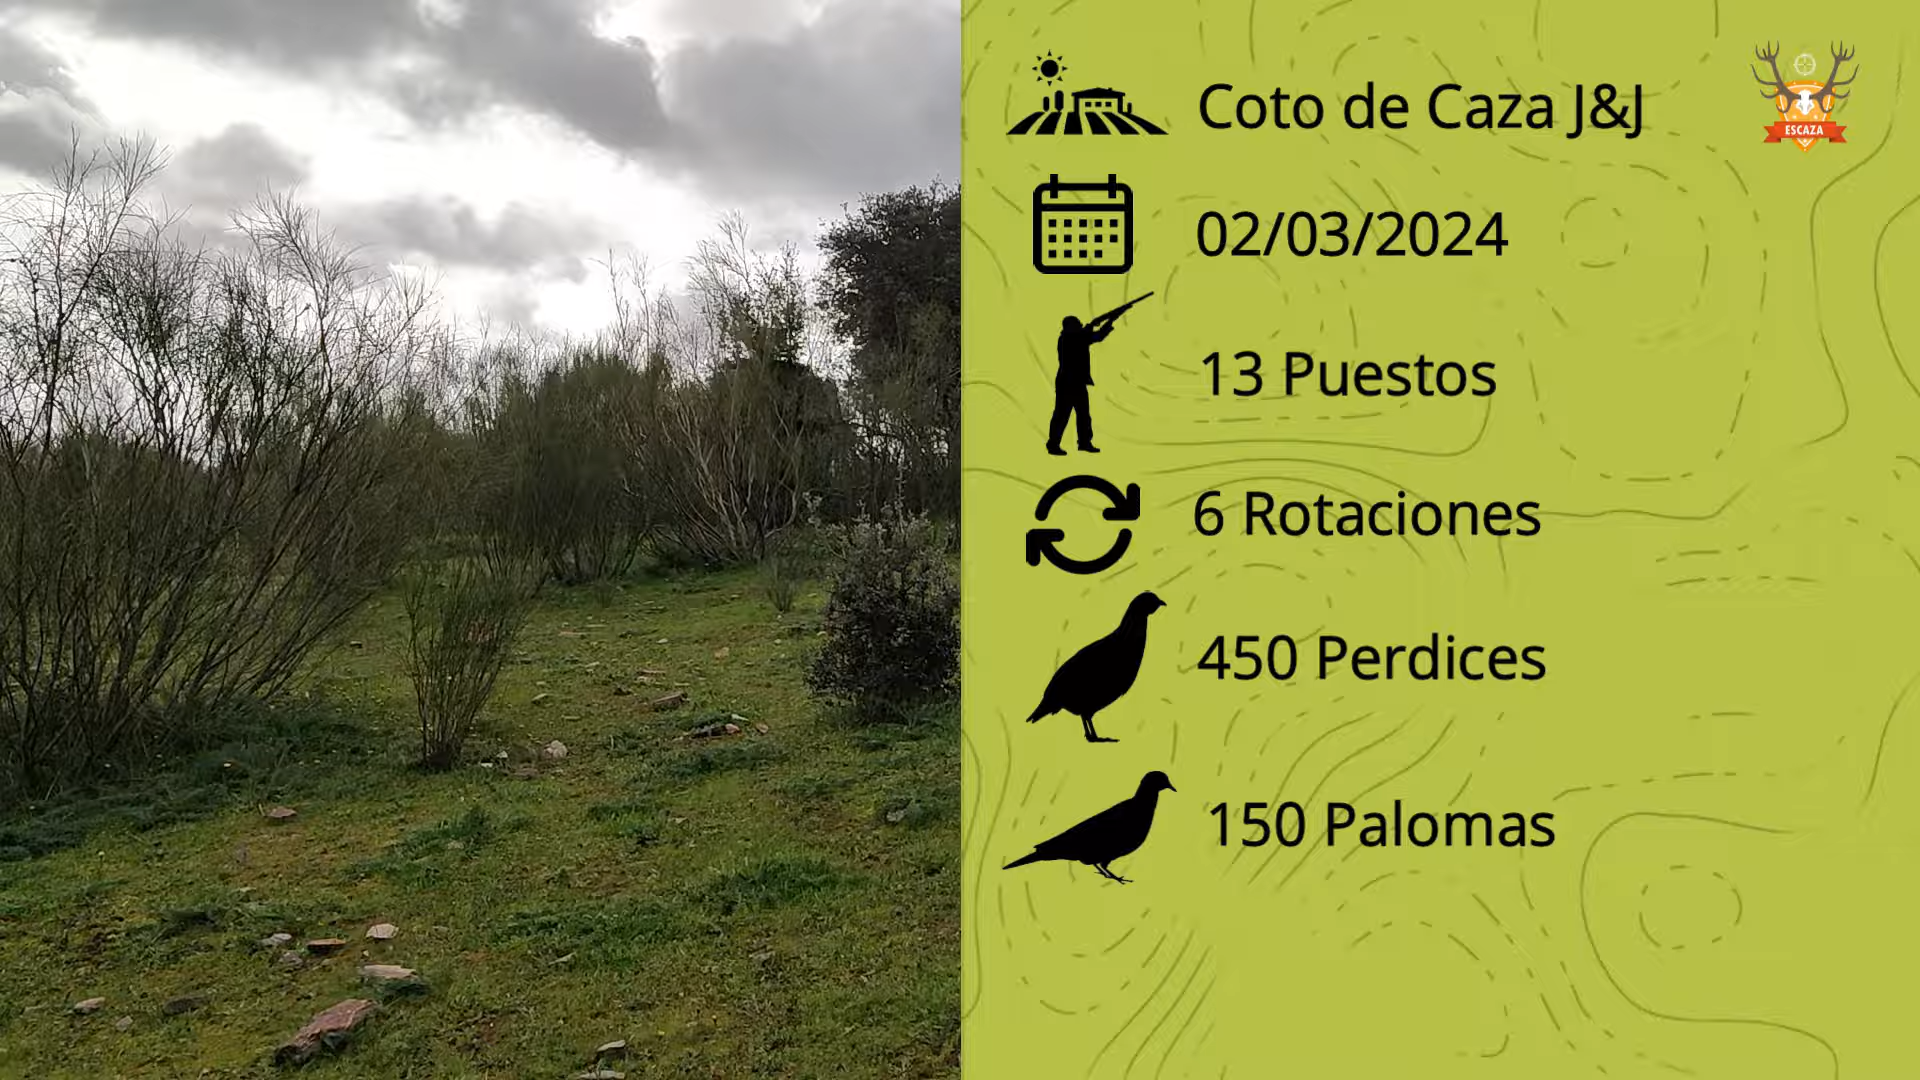 Coto de Caza J&J
ESCAZA
02/03/2024
13 Puestos
6 Rotaciones
450 Perdices
150 Palomas